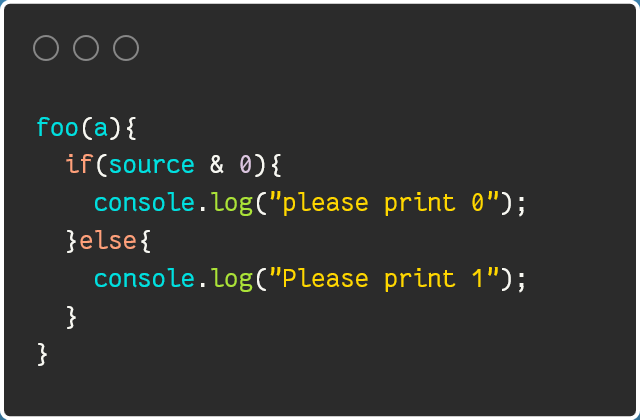 foo(a){
if(source & 0){
console.log("please print 0");
}else{
console.log("Please print 1");
}
}